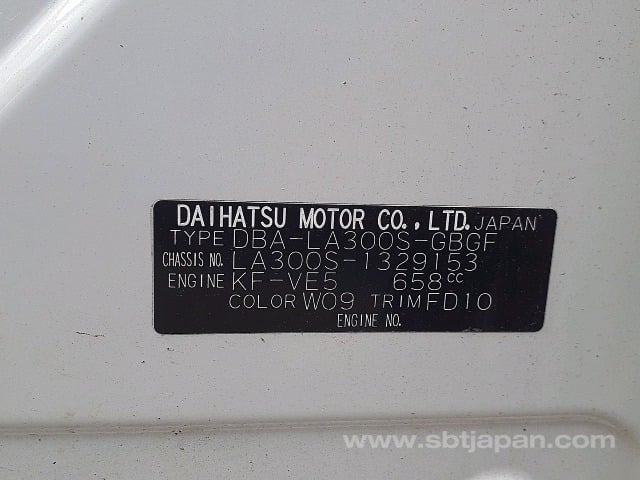 DAIHATSU MOTOR CO., LTD. JAPAN
TYPE DBA-LA300S-GBGF
CHASSIS NO. LA300S-1329153
ENGINE KF-VE5 658cc
COLOR W09 TRIM FD10
ENGINE NO.
www.sbtjapan.com